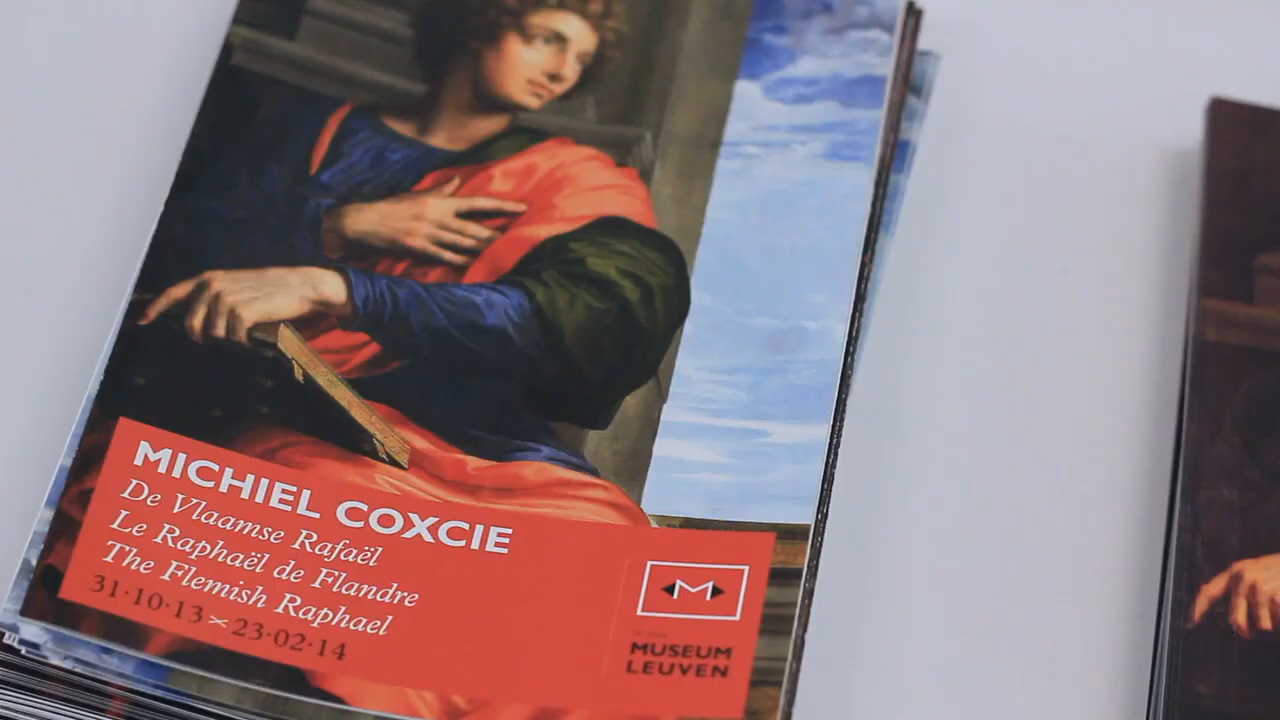 MICHIEL COXCIE
De Vlaamse Rafaël
Le Raphaël de Flandre
The Flemish Raphael
31·10·13 × 23·02·14
M
MUSEUM
LEUVEN